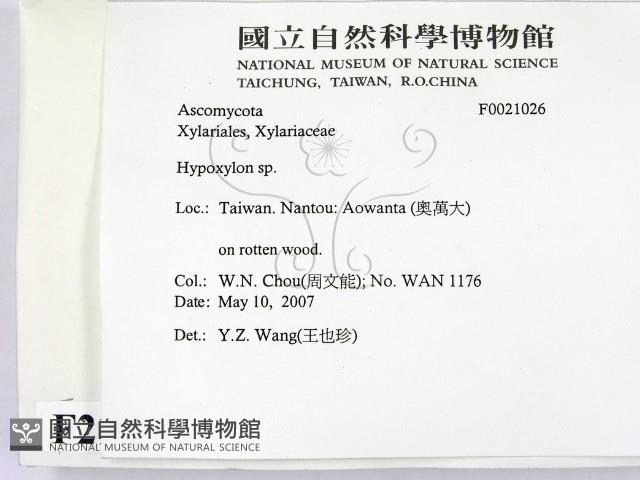 國立自然科學博物館
NATIONAL MUSEUM OF NATURAL SCIENCE
TAICHUNG, TAIWAN, R.O.CHINA
Ascomycota F0021026
Xylariales, Xylariaceae
Hypoxylon sp.
Loc.: Taiwan. Nantou: Aowanta (奧萬大)
on rotten wood.
Col.: W.N. Chou(周文能); No. WAN 1176
Date: May 10, 2007
Det.: Y.Z. Wang(王也珍)
F2
國立自然科學博物館
NATIONAL MUSEUM OF NATURAL SCIENCE